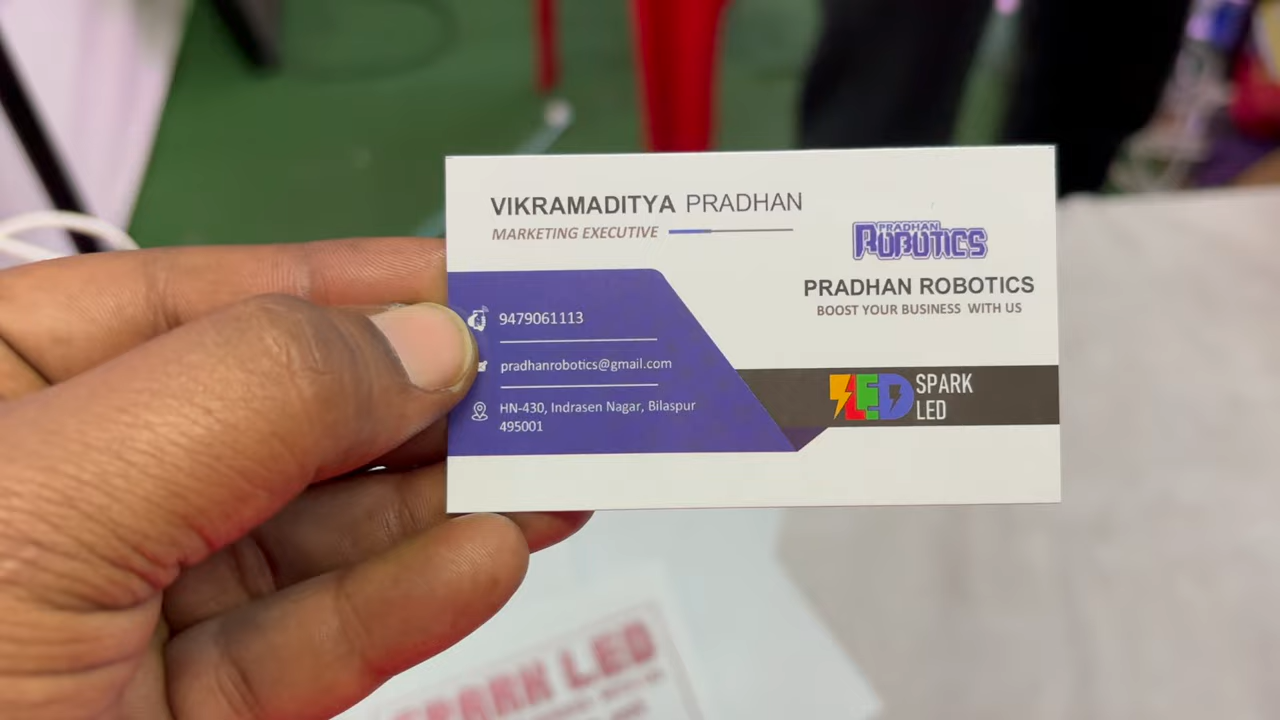 VIKRAMADITYA PRADHAN
MARKETING EXECUTIVE
9479061113
pradhanrobotics@gmail.com
HN-430, Indrasen Nagar, Bilaspur
495001
PRADHAN
ROBOTICS
PRADHAN ROBOTICS
BOOST YOUR BUSINESS WITH US
LED SPARK
LED
SPARK LED